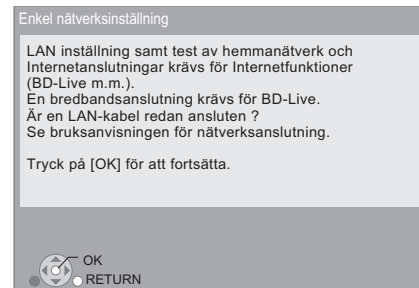 Enkel nätverksinställning
LAN inställning samt test av hemmanätverk och
Internetanslutningar krävs för Internetfunktioner
(BD-Live m.m.).
En bredbandsanslutning krävs för BD-Live.
Är en LAN-kabel redan ansluten ?
Se bruksanvisningen för nätverksanslutning.
Tryck på [OK] för att fortsätta.
OK
RETURN